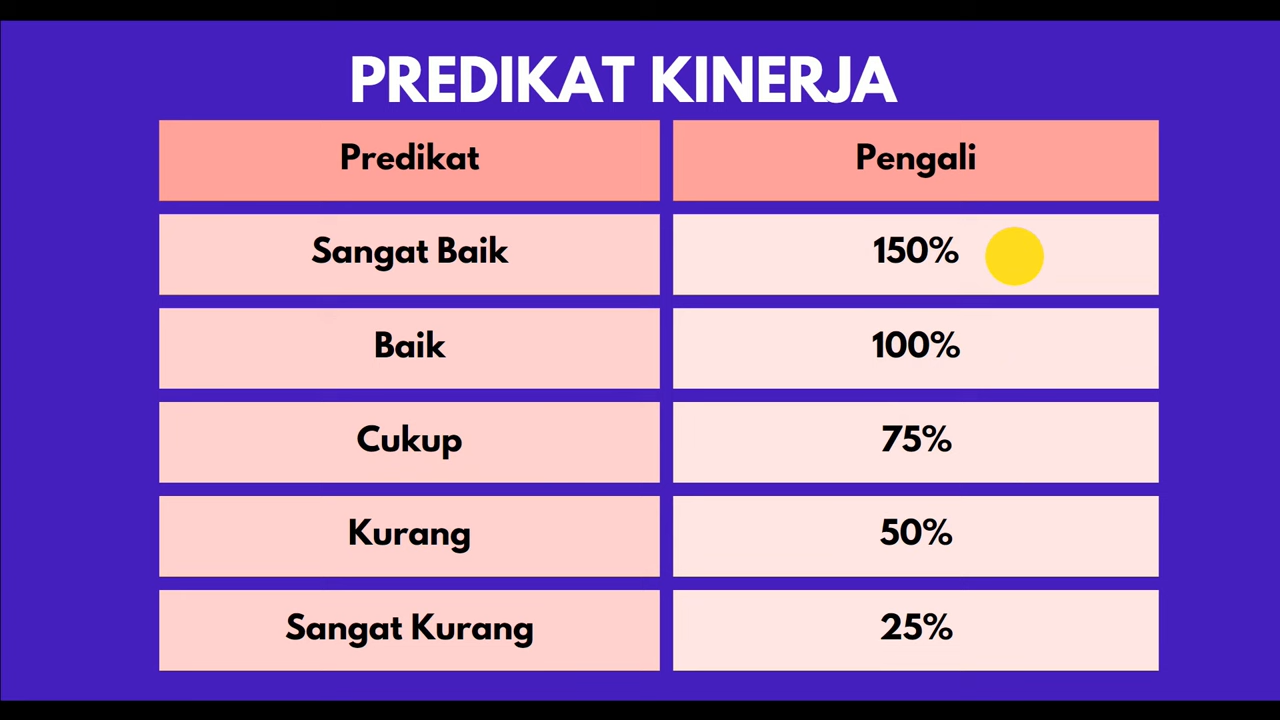 PREDIKAT KINERJA
Predikat Pengali
Sangat Baik 150%
Baik 100%
Cukup 75%
Kurang 50%
Sangat Kurang 25%